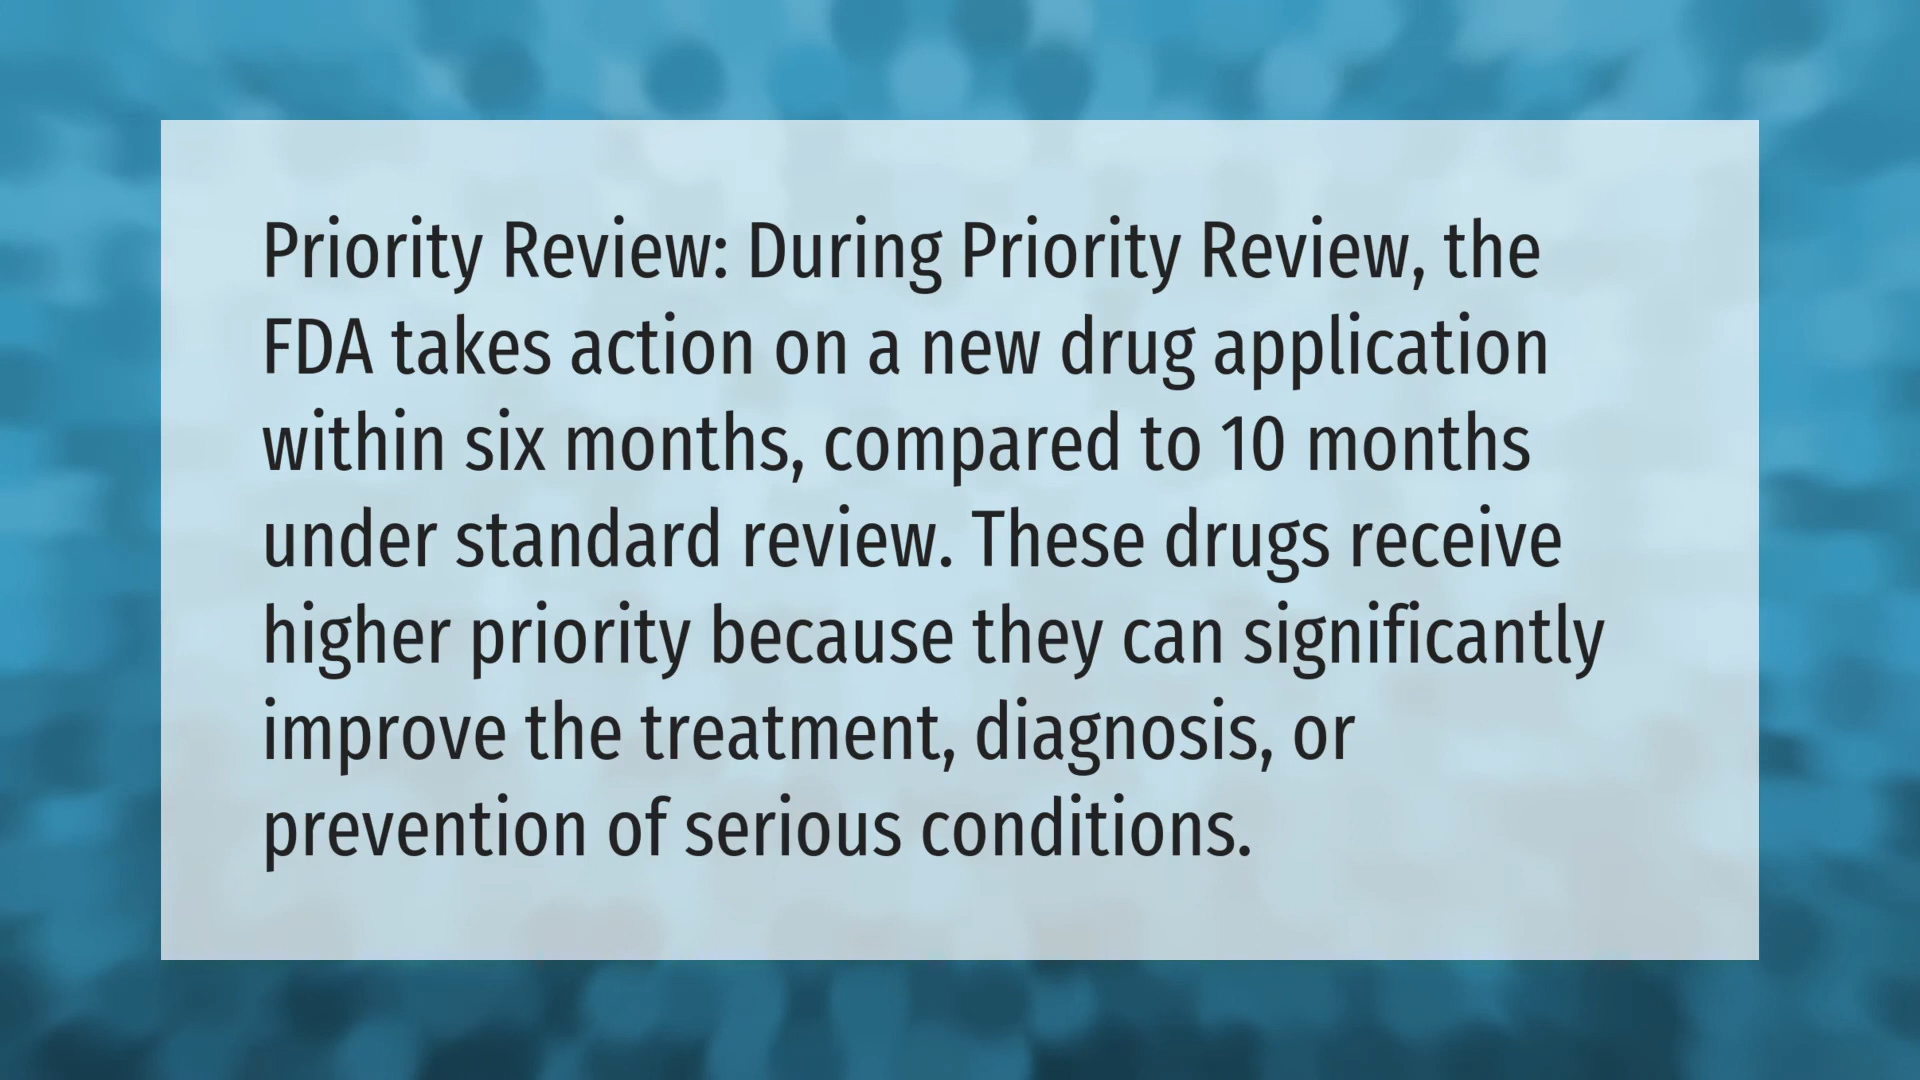 Priority Review: During Priority Review, the
FDA takes action on a new drug application
within six months, compared to 10 months
under standard review. These drugs receive
higher priority because they can significantly
improve the treatment, diagnosis, or
prevention of serious conditions.